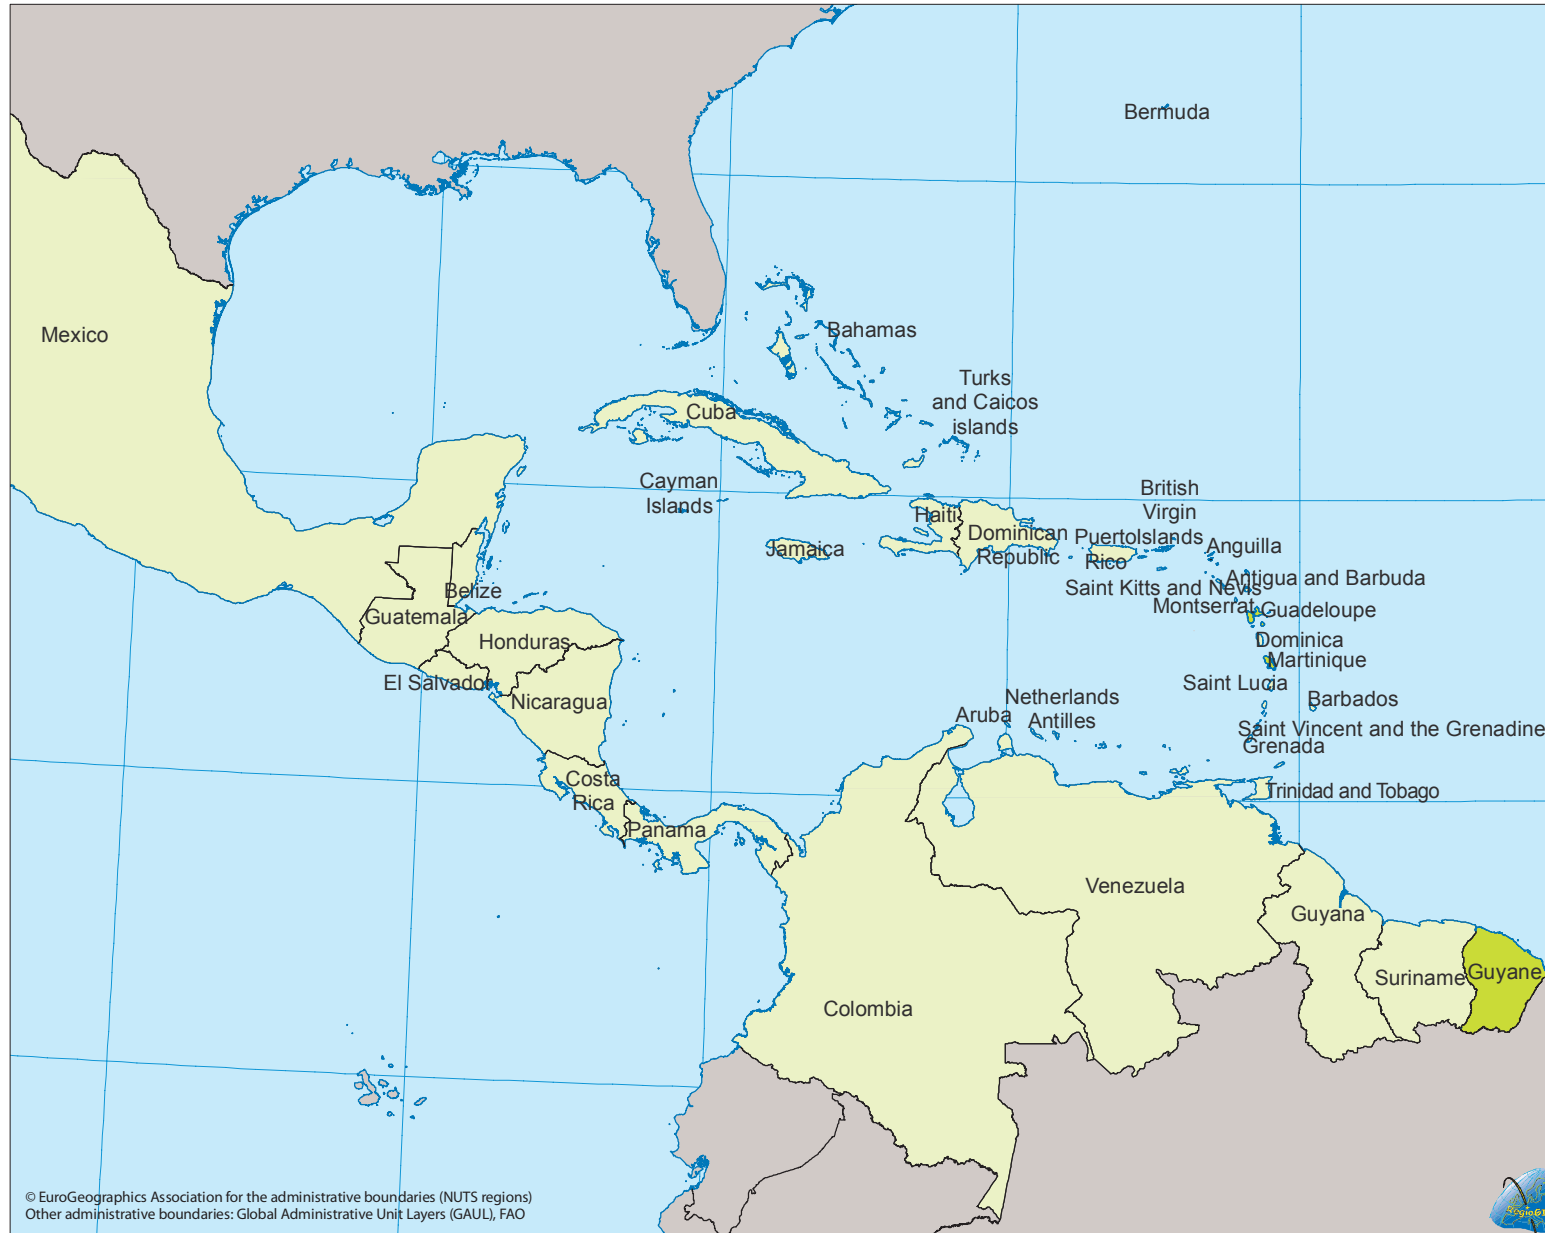 Bermuda
Mexico
Bahamas
Turks
and Caicos
islands
Cuba
Cayman
Islands
British
Virgin
Islands
Haiti
Dominican
Republic
Puerto
Rico
Jamaica
Anguilla
Antigua and Barbuda
Saint Kitts and Nevis
Montserrat
Guadeloupe
Belize
Guatemala
Honduras
Dominica
Martinique
El Salvador
Saint Lucia
Nicaragua
Netherlands
Antilles
Barbados
Aruba
Saint Vincent and the Grenadine
Grenada
Costa
Rica
Trinidad and Tobago
Panama
Venezuela
Guyana
Suriname
Guyane
Colombia
© EuroGeographics Association for the administrative boundaries (NUTS regions)
Other administrative boundaries: Global Administrative Unit Layers (GAUL), FAO